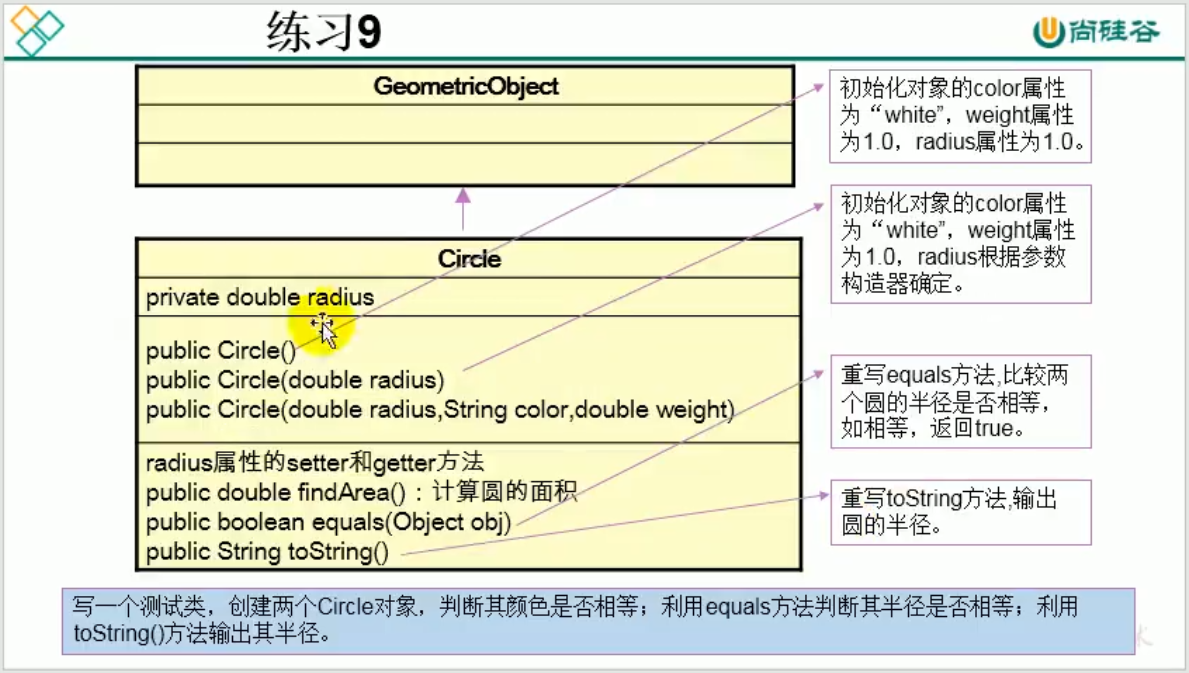 练习9
尚硅谷
GeometricObject
初始化对象的color属性
为“white”，weight属性
为1.0，radius属性为1.0。
初始化对象的color属性
为“white”，weight属性
为1.0，radius根据参数
构造器确定。
Circle
private double radius
public Circle()
public Circle(double radius)
public Circle(double radius,String color,double weight)
重写equals方法,比较两
个圆的半径是否相等，
如相等，返回true。
radius属性的setter和getter方法
public double findArea()：计算圆的面积
public boolean equals(Object obj)
public String toString()
重写toString方法,输出
圆的半径。
写一个测试类，创建两个Circle对象，判断其颜色是否相等；利用equals方法判断其半径是否相等；利用
toString()方法输出其半径。